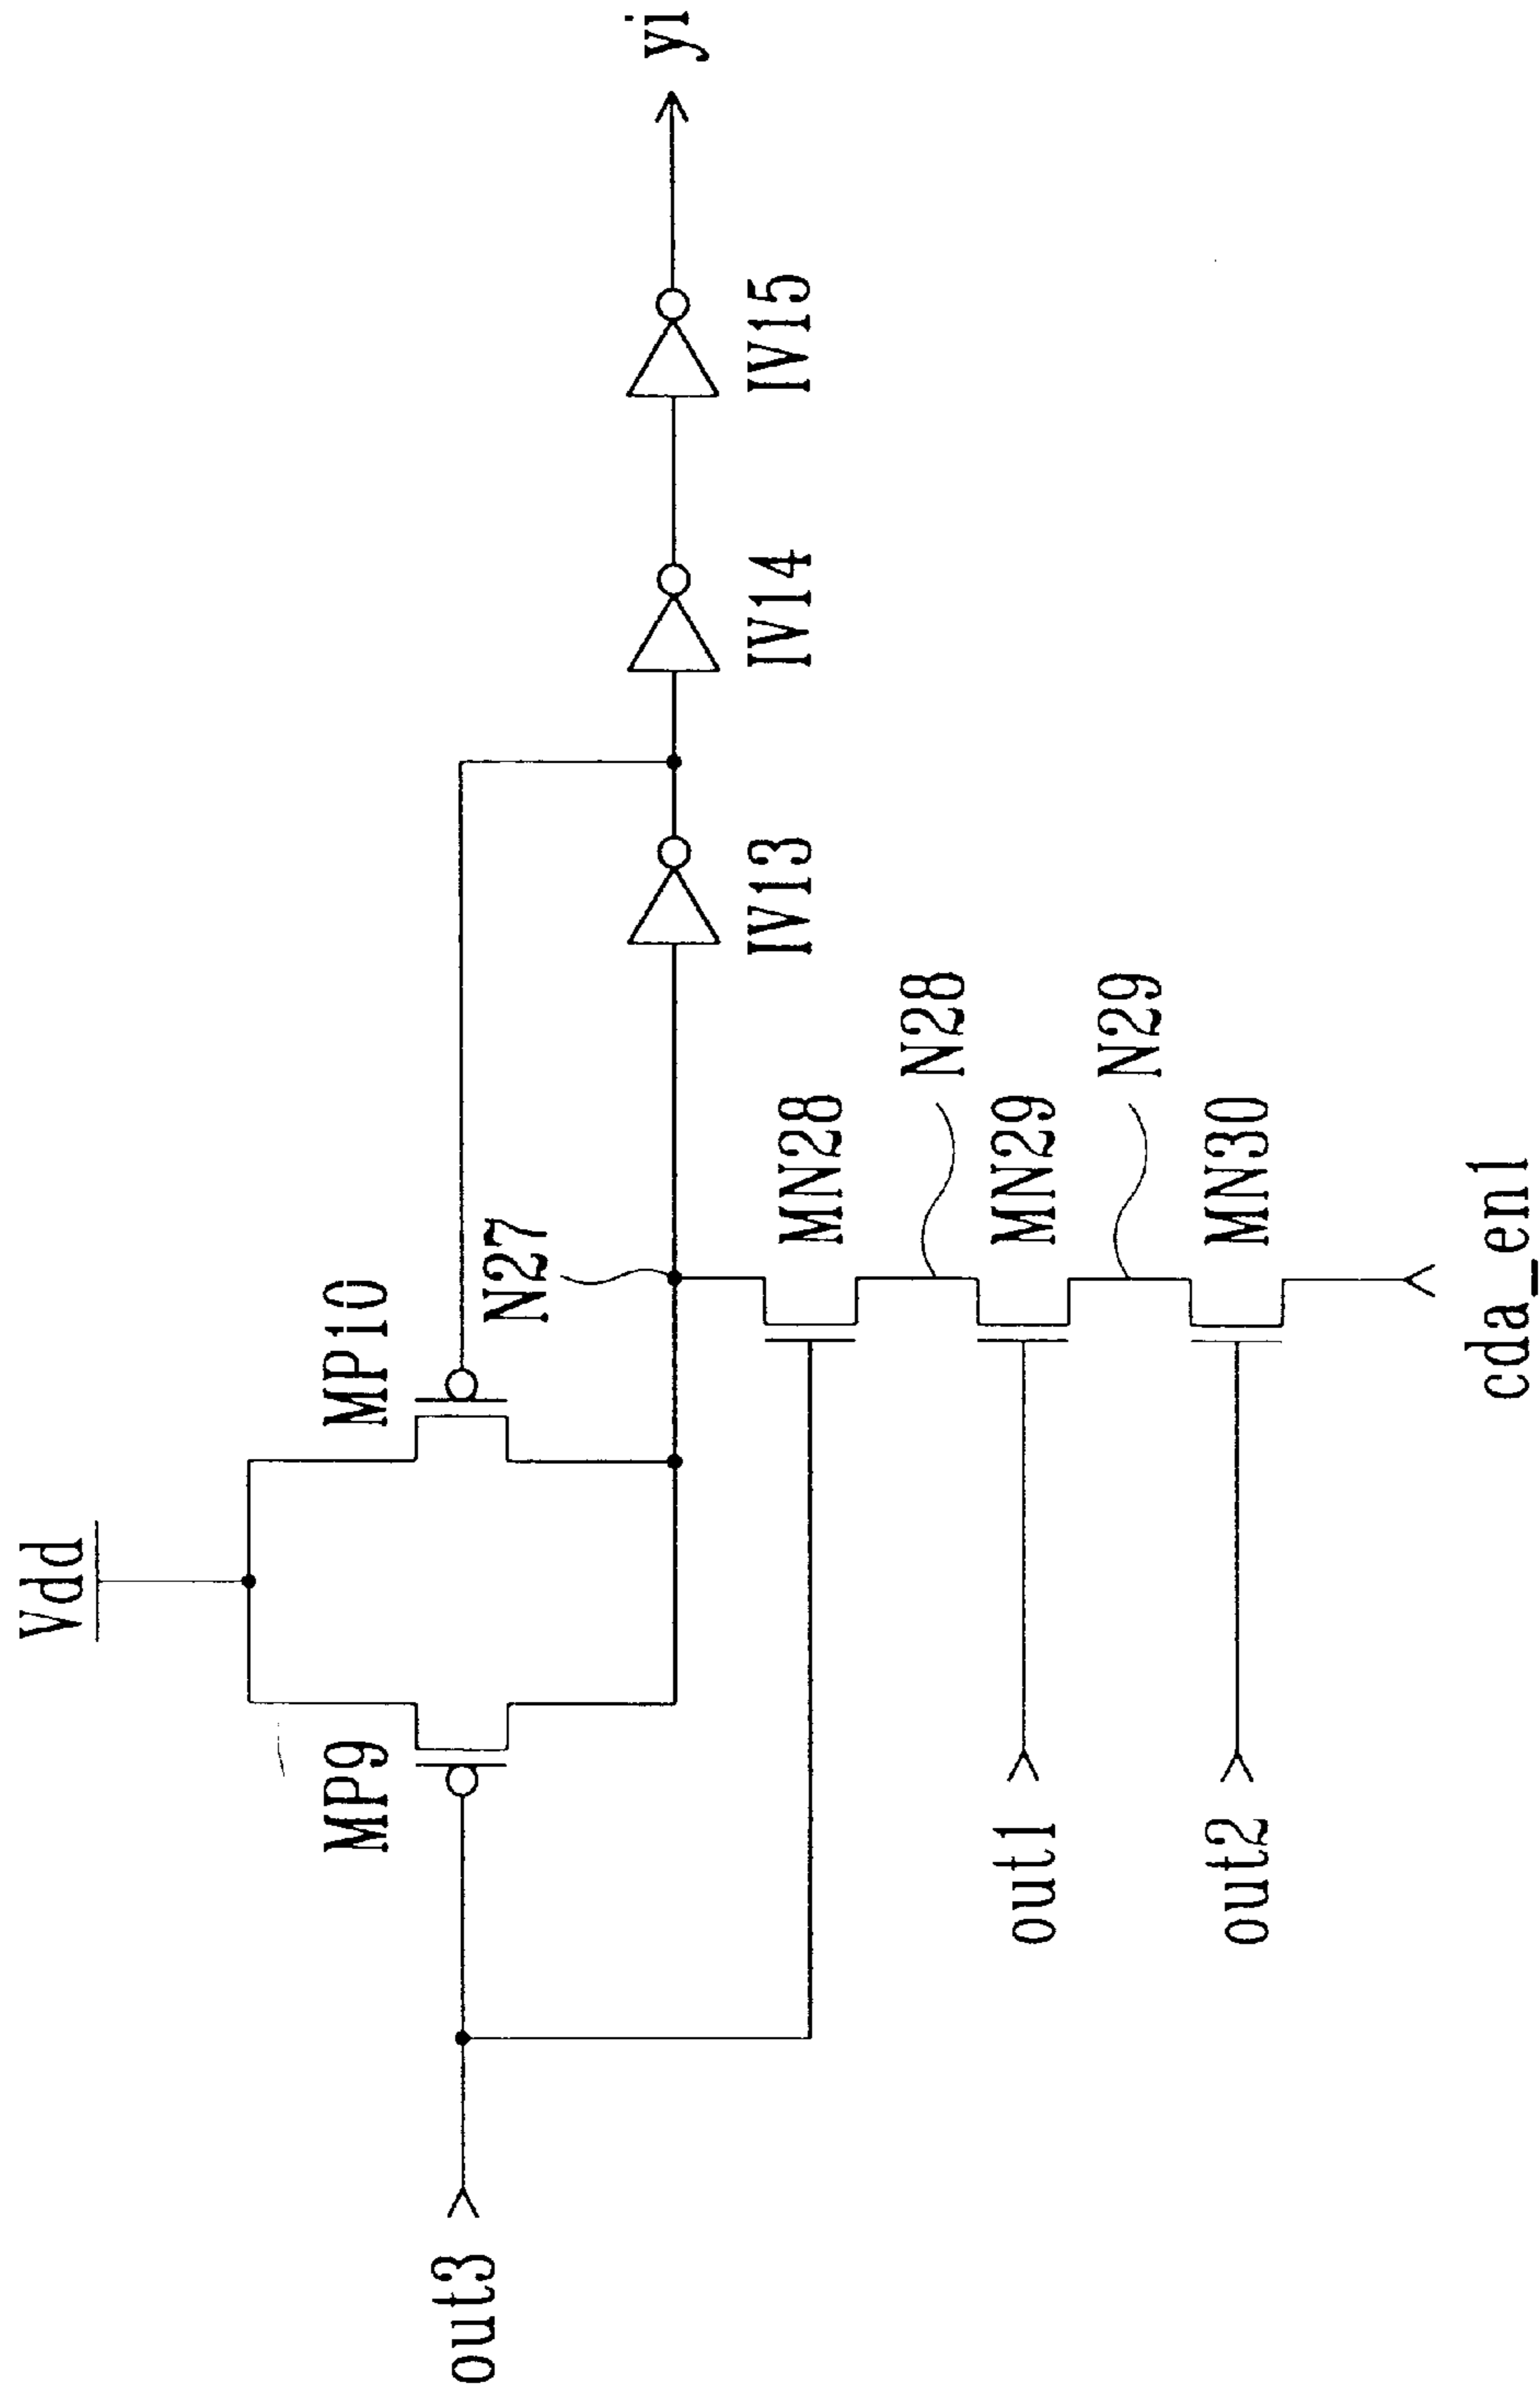 Vdd
MP9
MP10
out3
N27
IV13
IV14
IV15
yi
MN28
N28
out1
MN29
N29
out2
MN30
cda_en1